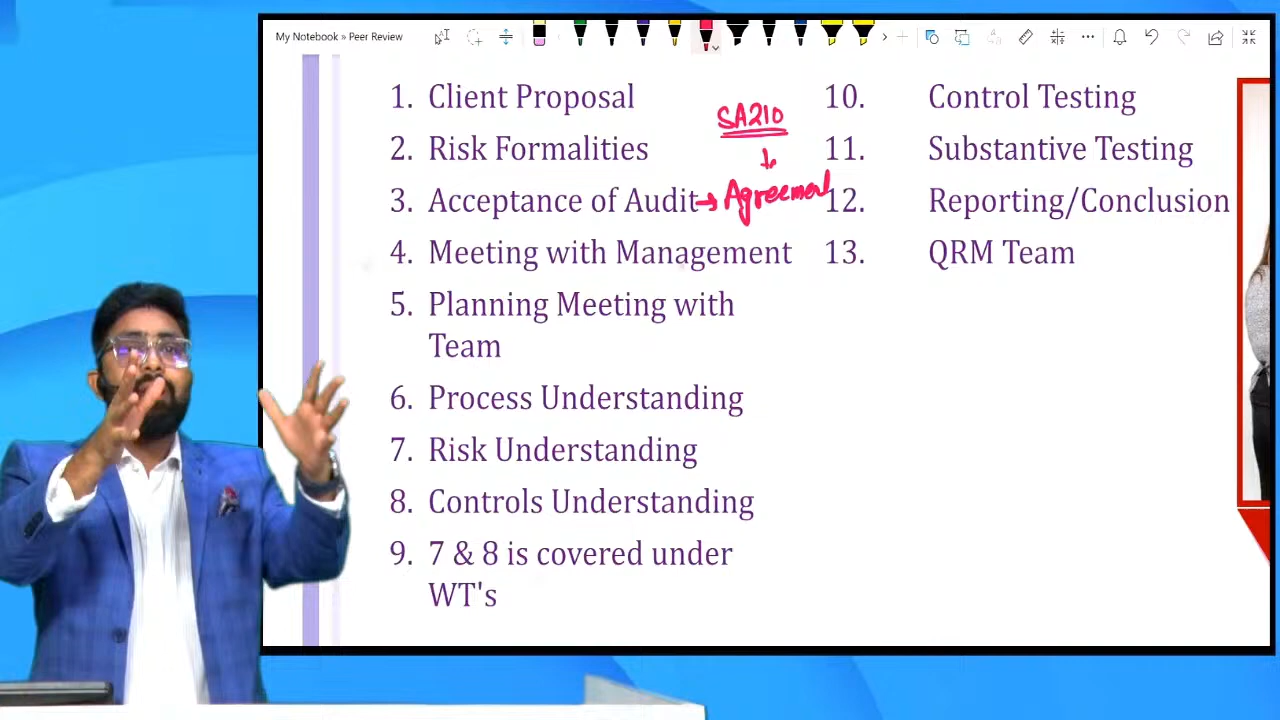 My Notebook » Peer Review
1. Client Proposal
2. Risk Formalities
3. Acceptance of Audit → Agreement
4. Meeting with Management
5. Planning Meeting with
Team
6. Process Understanding
7. Risk Understanding
8. Controls Understanding
9. 7 & 8 is covered under
WT's
SA210
10. Control Testing
11. Substantive Testing
12. Reporting/Conclusion
13. QRM Team